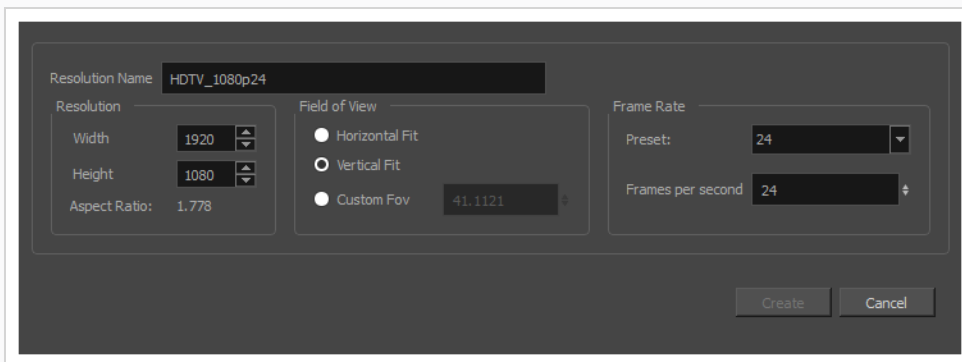 Resolution Name HDTV_1080p24
Resolution
Width 1920
Height 1080
Aspect Ratio: 1.778
Field of View
Horizontal Fit
Vertical Fit
Custom Fov 41.1121
Frame Rate
Preset: 24
Frames per second 24
Create Cancel